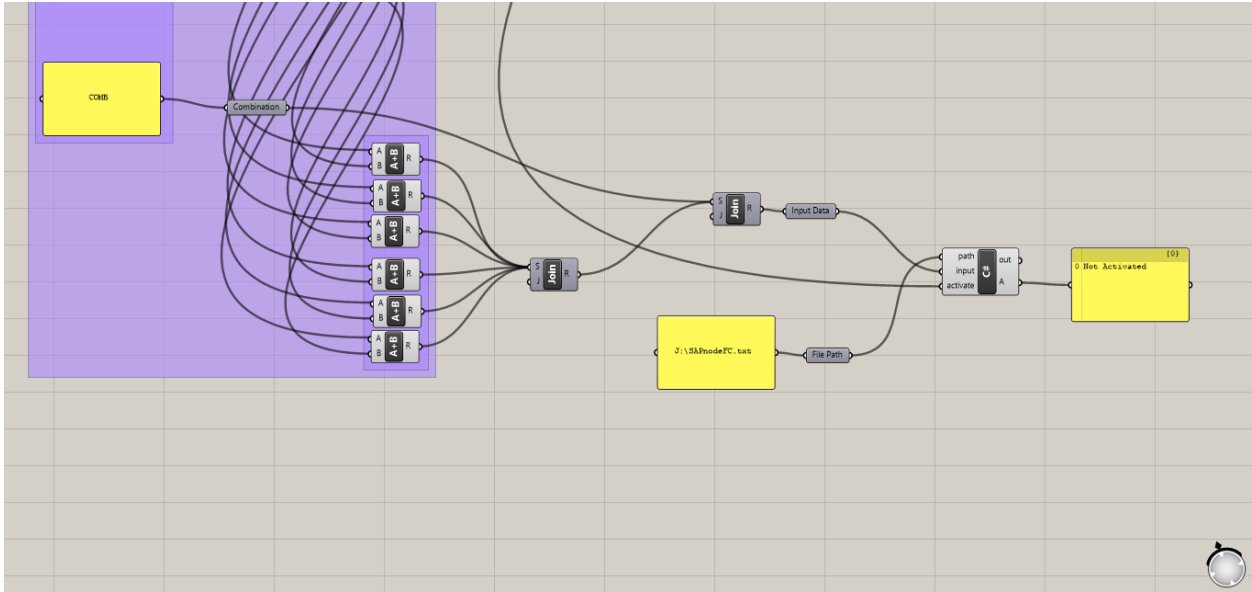 COMB
Combination
A
B
A+B
R
A
B
A+B
R
A
B
A+B
R
A
B
A+B
R
A
B
A+B
R
A
B
A+B
R
S
J
Join
R
S
J
Join
R
Input Data
J:\SAPnodeFC.txt
File Path
path
input
activate
C#
out
A
{0}
0 Not Activated